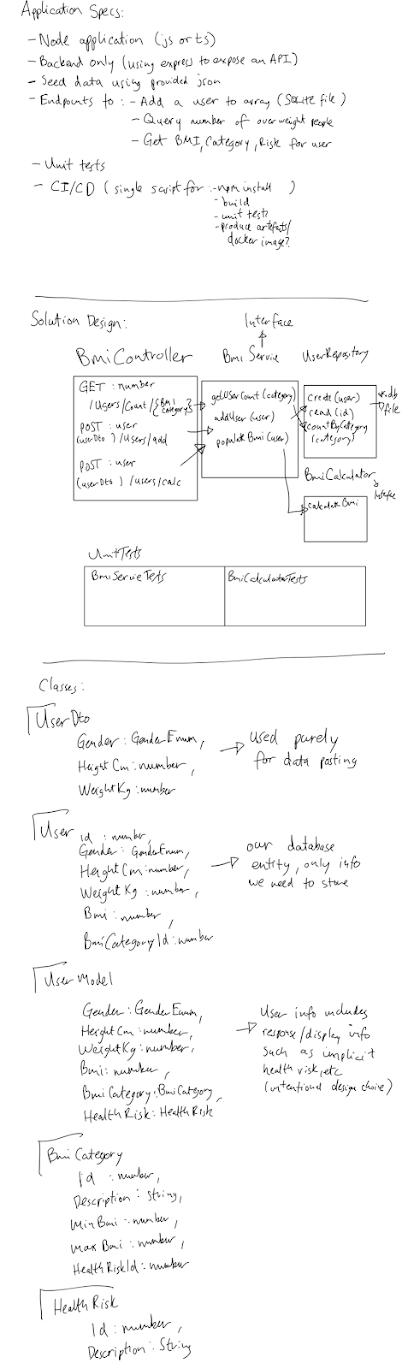 Application Specs:
- Node application (js or ts)
- Backend only (using express to expose an API)
- Seed data using provided json
- Endpoints to : - Add a user to array (SQLite file)
- Query number of overweight people
- Get BMI, Category, Risk for user
- Unit tests
- CI/CD (single script for :- npm install )
- build
- unit tests
- produce artefacts/
docker image?
Solution Design:
Interface
BmiController
Bmi Service
UserRepository
GET : number
/Users/Count/{Bmi category}
POST : user
(userDto) /Users/add
POST : user
(userDto) /users/calc
getUserCount(category)
addUser(user)
populateBmi(user)
create(user)
read(id)
countByCategory
(category)
.db
file
BmiCalculator
Interface
calculateBmi
UnitTests
BmiServiceTests
BmiCalculatorTests
Classes:
UserDto
Gender : GenderEnum,
HeightCm : number,
WeightKg : number
Used purely
for data posting
User
id : number,
Gender : GenderEnum,
HeightCm : number,
WeightKg : number,
Bmi : number,
BmiCategoryId : number
our database
entity, only info
we need to store
UserModel
Gender : GenderEnum,
HeightCm : number,
WeightKg : number,
Bmi : number,
BmiCategory : BmiCategory,
HealthRisk : HealthRisk
User info includes
response/display info
such as implicit
health risk, etc
(intentional design choice)
BmiCategory
Id : number,
Description : String,
MinBmi : number,
MaxBmi : number,
HealthRiskId : number
HealthRisk
Id : number,
Description : String